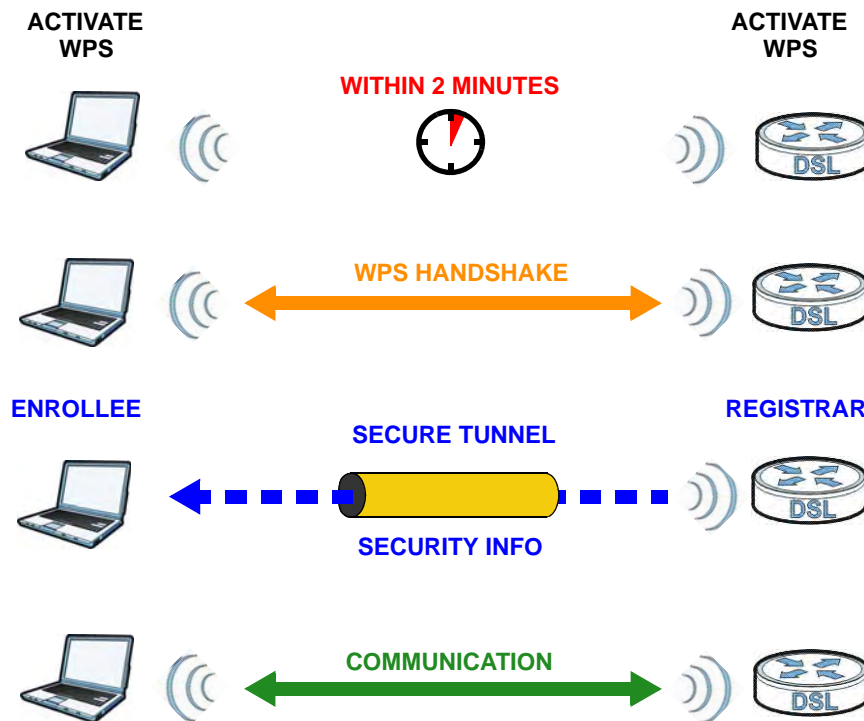 ACTIVATE
WPS
ACTIVATE
WPS
WITHIN 2 MINUTES
DSL
WPS HANDSHAKE
DSL
ENROLLEE
REGISTRAR
SECURE TUNNEL
DSL
SECURITY INFO
COMMUNICATION
DSL